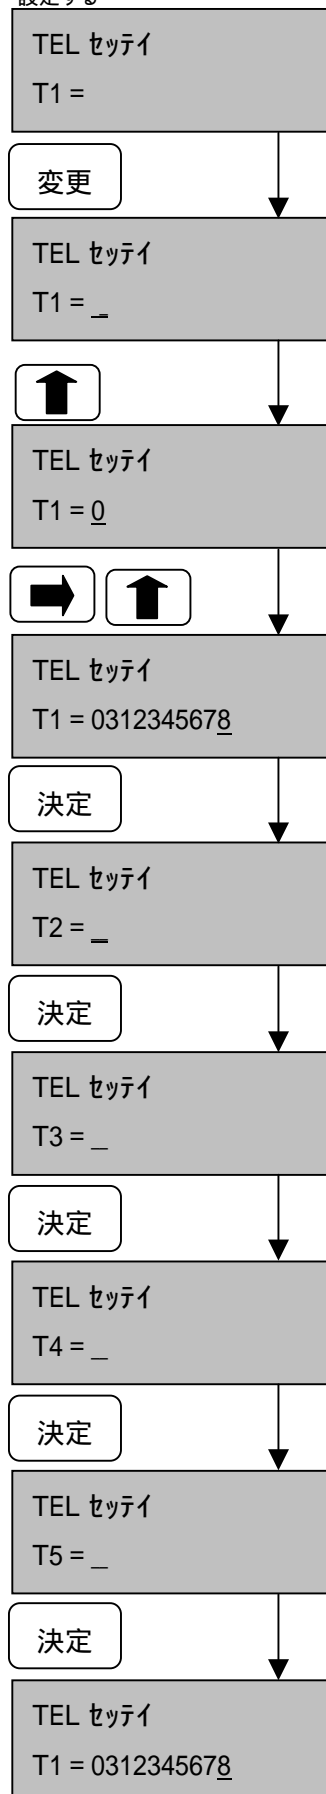 設定する
TEL ｾｯﾃｲ
T1 =
変更
TEL ｾｯﾃｲ
T1 = _
TEL ｾｯﾃｲ
T1 = 0
TEL ｾｯﾃｲ
T1 = 0312345678
決定
TEL ｾｯﾃｲ
T2 = _
決定
TEL ｾｯﾃｲ
T3 = _
決定
TEL ｾｯﾃｲ
T4 = _
決定
TEL ｾｯﾃｲ
T5 = _
決定
TEL ｾｯﾃｲ
T1 = 0312345678